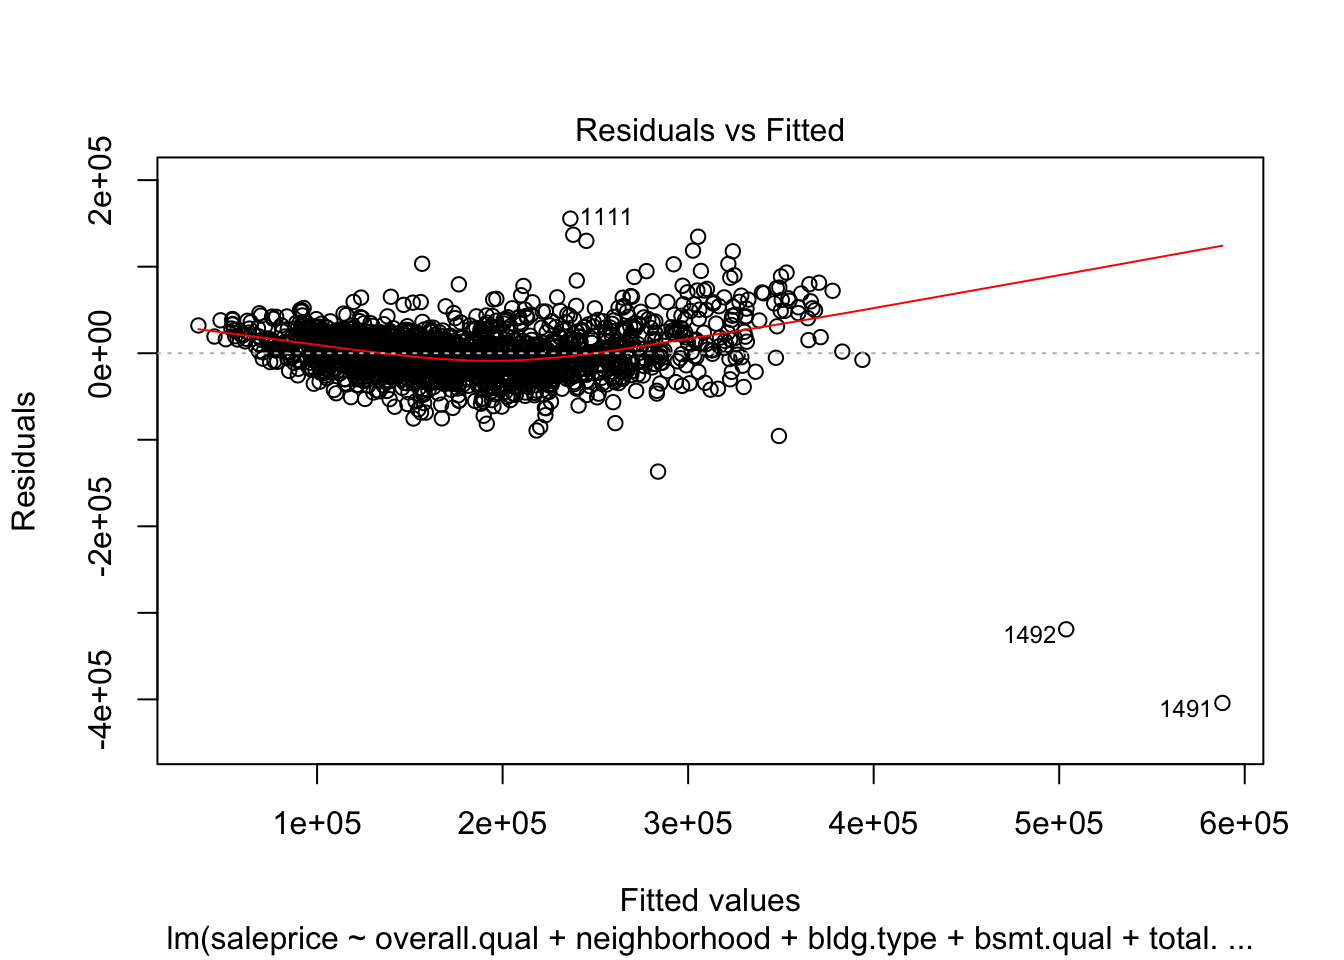 Residuals vs Fitted
2e+05
0e+00
-2e+05
-4e+05
Residuals
1111
1492
1491
1e+05 2e+05 3e+05 4e+05 5e+05 6e+05
Fitted values
lm(saleprice ~ overall.qual + neighborhood + bldg.type + bsmt.qual + total. ...